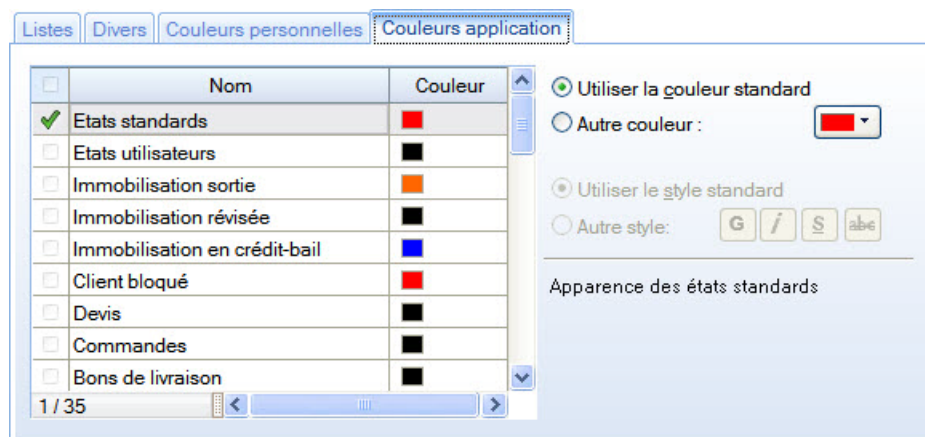 Listes Divers Couleurs personnelles Couleurs application
Nom Couleur
Etats standards
Etats utilisateurs
Immobilisation sortie
Immobilisation révisée
Immobilisation en crédit-bail
Client bloqué
Devis
Commandes
Bons de livraison
1 / 35
Utiliser la couleur standard
Autre couleur :
Utiliser le style standard
Autre style: G i S abc
Apparence des états standards